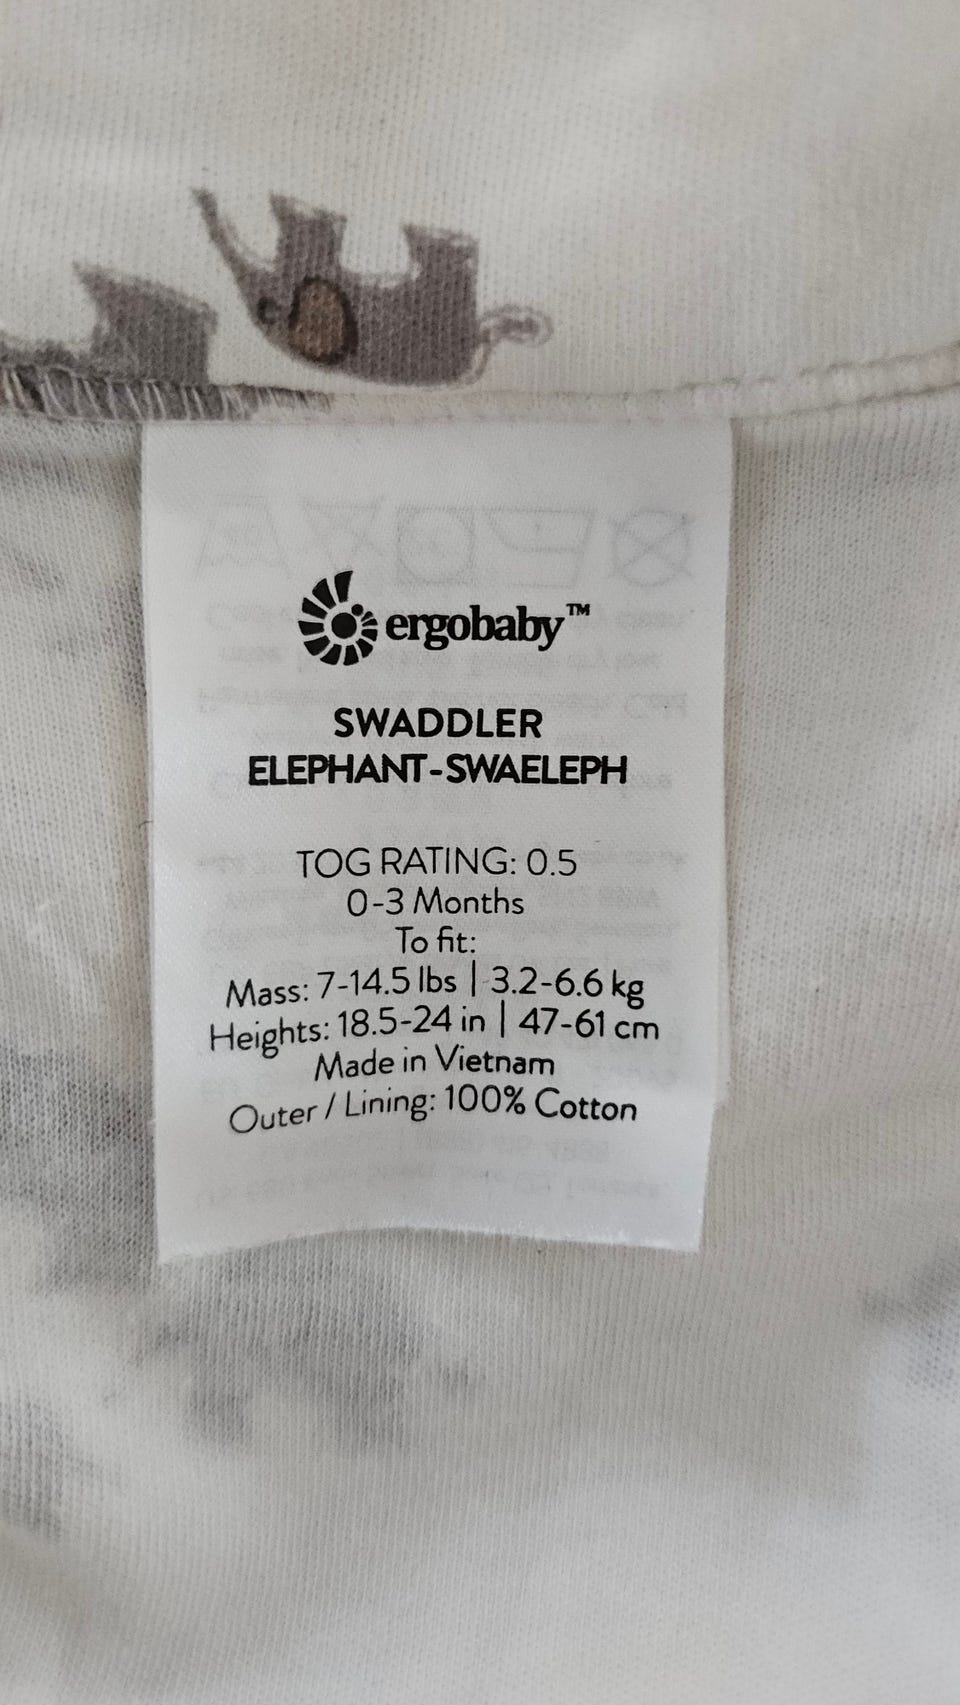 ergobaby™
SWADDLER
ELEPHANT-SWAELEPH
TOG RATING: 0.5
0-3 Months
To fit:
Mass: 7-14.5 lbs | 3.2-6.6 kg
Heights: 18.5-24 in | 47-61 cm
Made in Vietnam
Outer / Lining: 100% Cotton